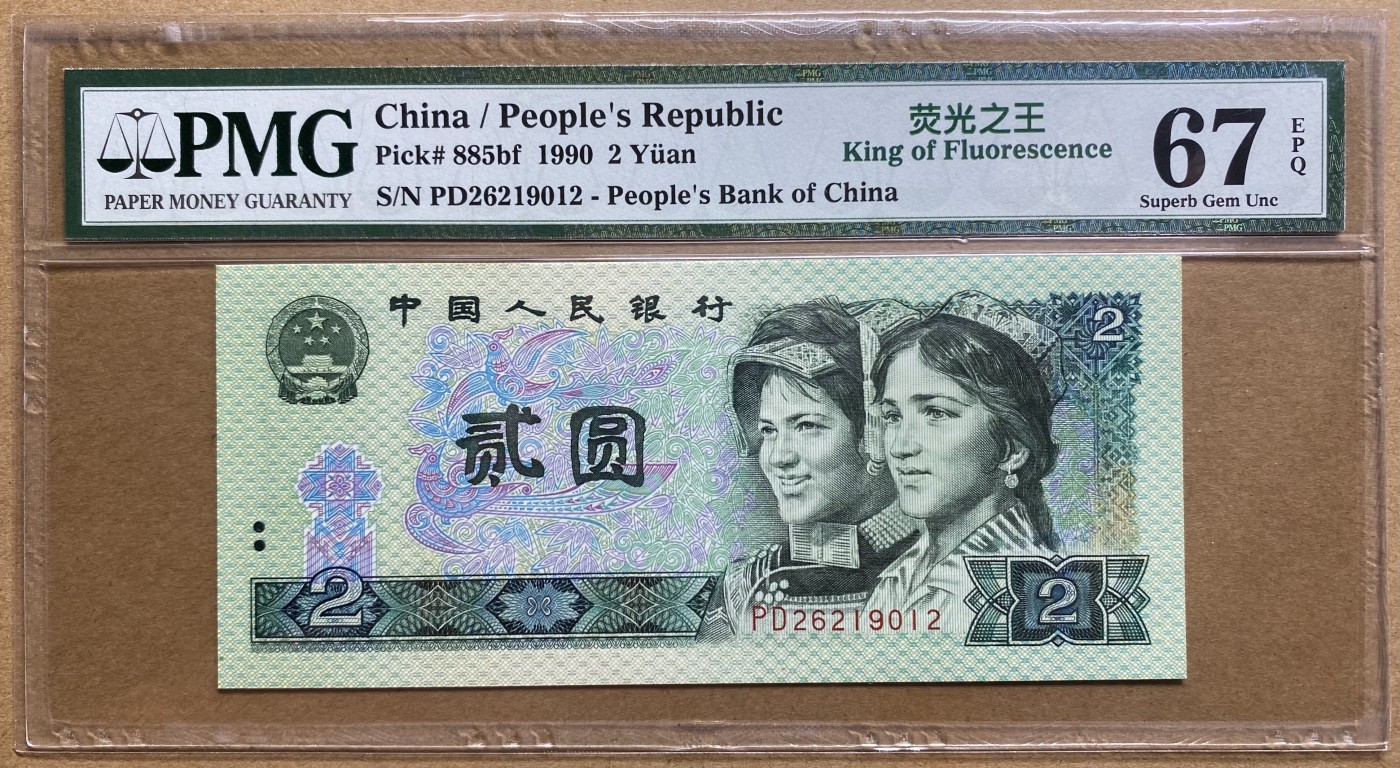 PMG
PAPER MONEY GUARANTY
China / People's Republic
Pick# 885bf 1990 2 Yüan
S/N PD26219012 - People's Bank of China
荧光之王
King of Fluorescence
67
EPQ
Superb Gem Unc
中国人民银行
2
贰圆
2
PD26219012
2